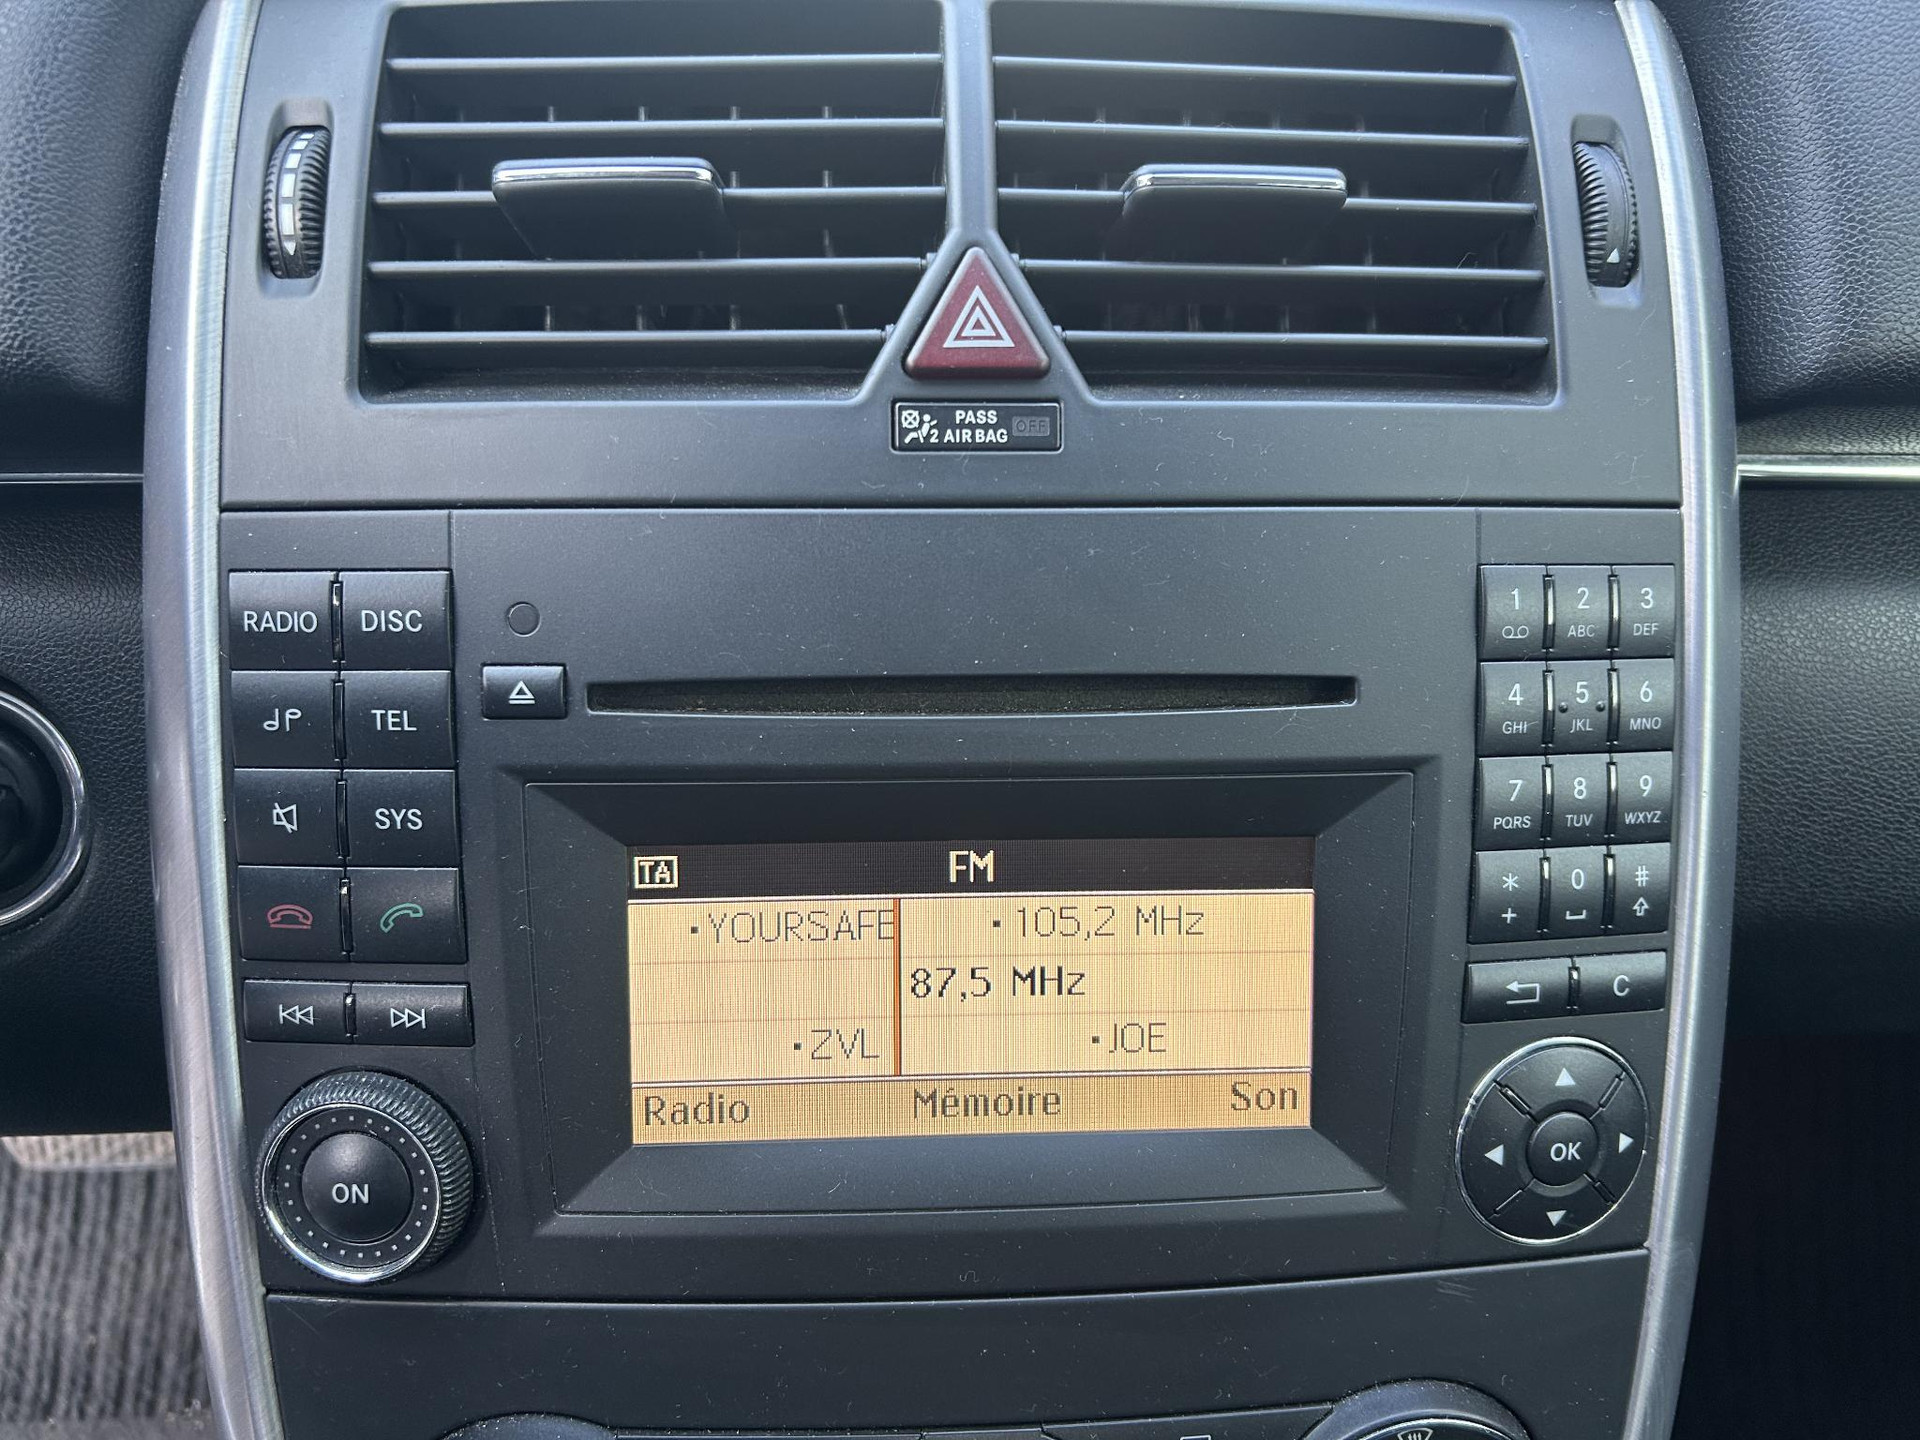 PASS
2 AIRBAG OFF
RADIO DISC
TEL
SYS
ON
1 2 ABC 3 DEF
4 GHI 5 JKL 6 MNO
7 PQRS 8 TUV 9 WXYZ
* + 0 #
C
OK
TA FM
·YOURSAFE ·105,2 MHz
87,5 MHz
·ZVL ·JOE
Radio Mémoire Son